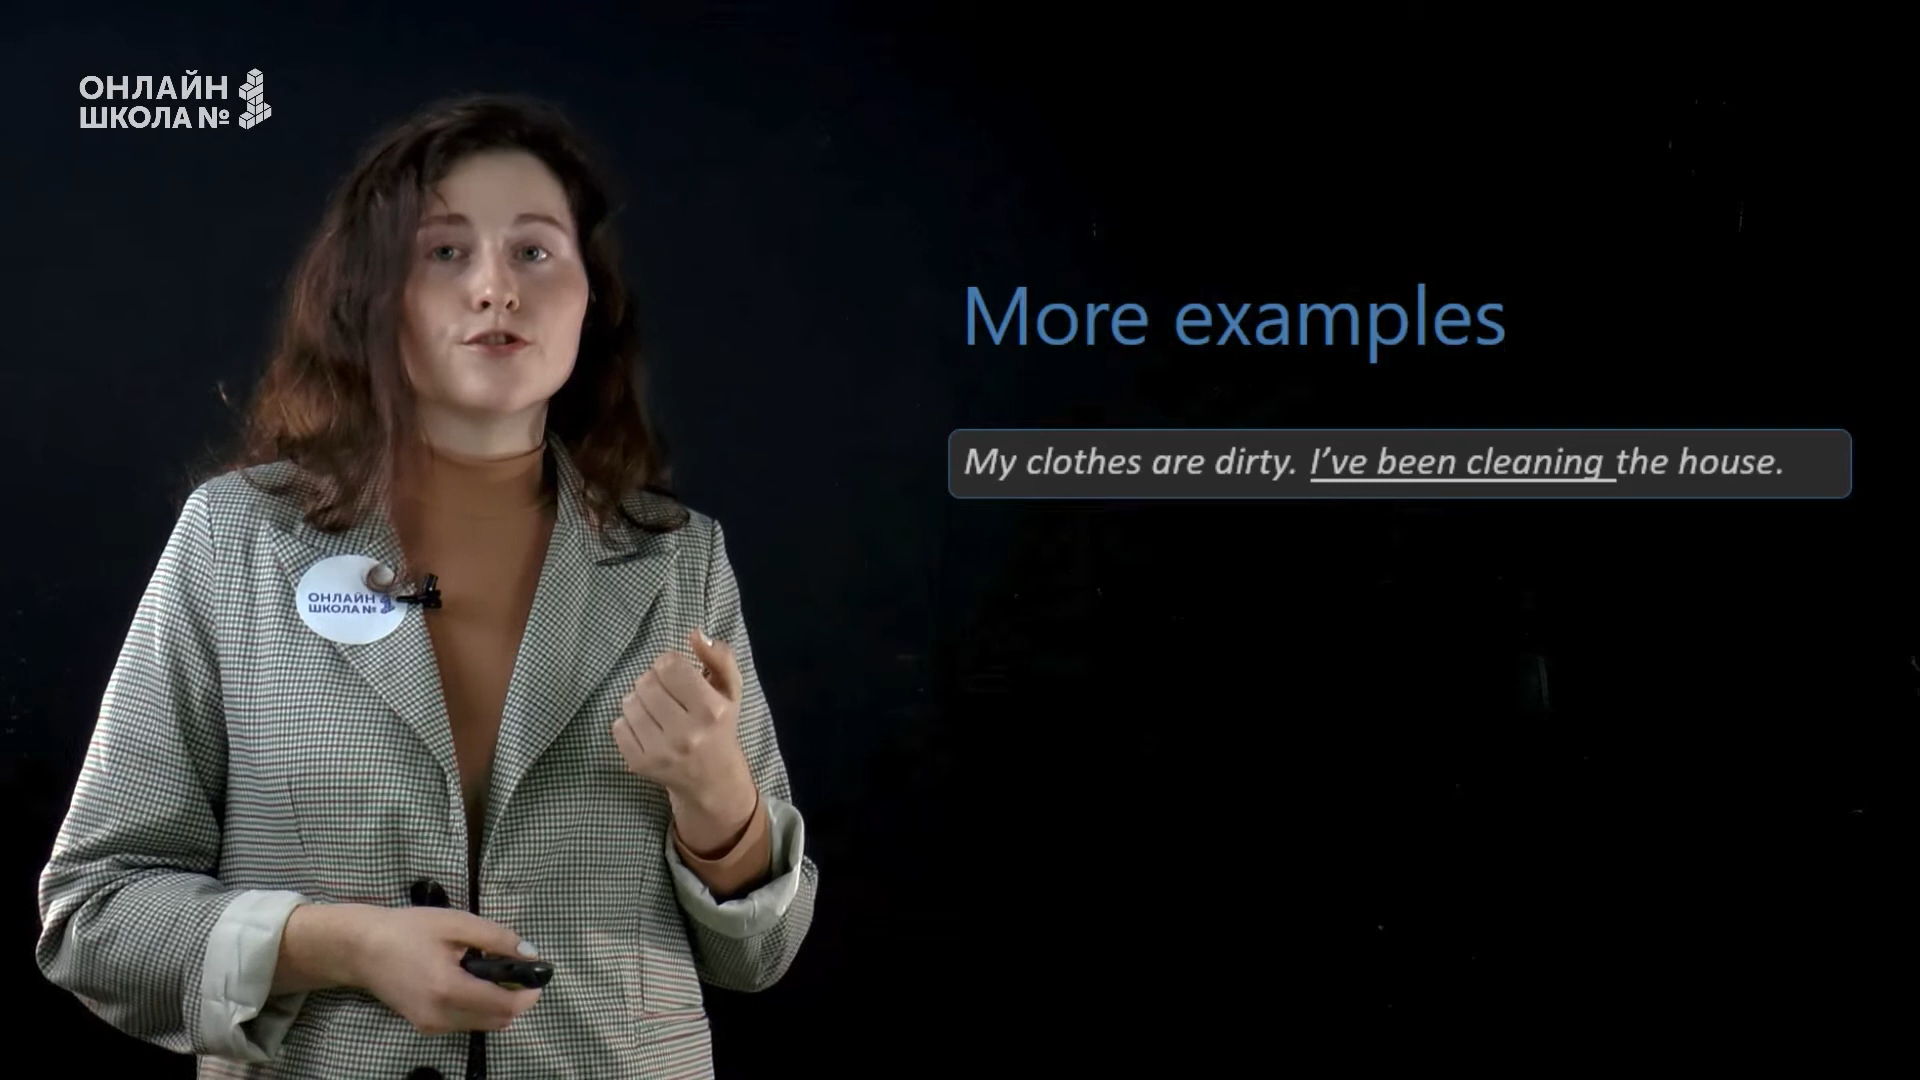 ОНЛАЙН
ШКОЛА №
More examples
My clothes are dirty. I’ve been cleaning the house.
ОНЛАЙН
ШКОЛА №